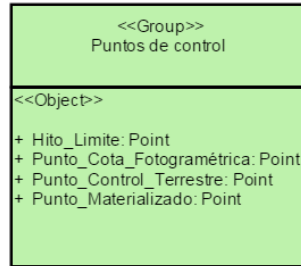 <<Group>>
Puntos de control
<<Object>>
+ Hito_Limite: Point
+ Punto_Cota_Fotogramétrica: Point
+ Punto_Control_Terrestre: Point
+ Punto_Materializado: Point